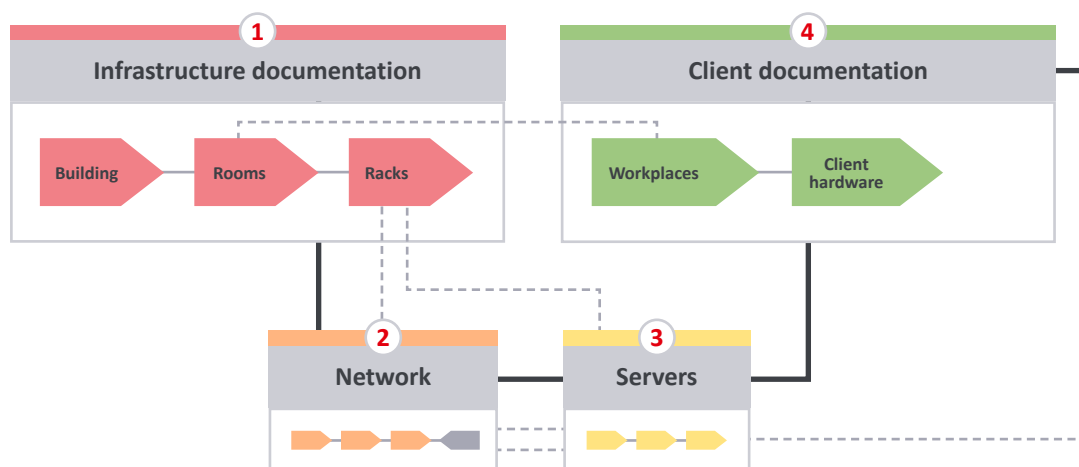 1
Infrastructure documentation
Building
Rooms
Racks
4
Client documentation
Workplaces
Client
hardware
2
Network
3
Servers